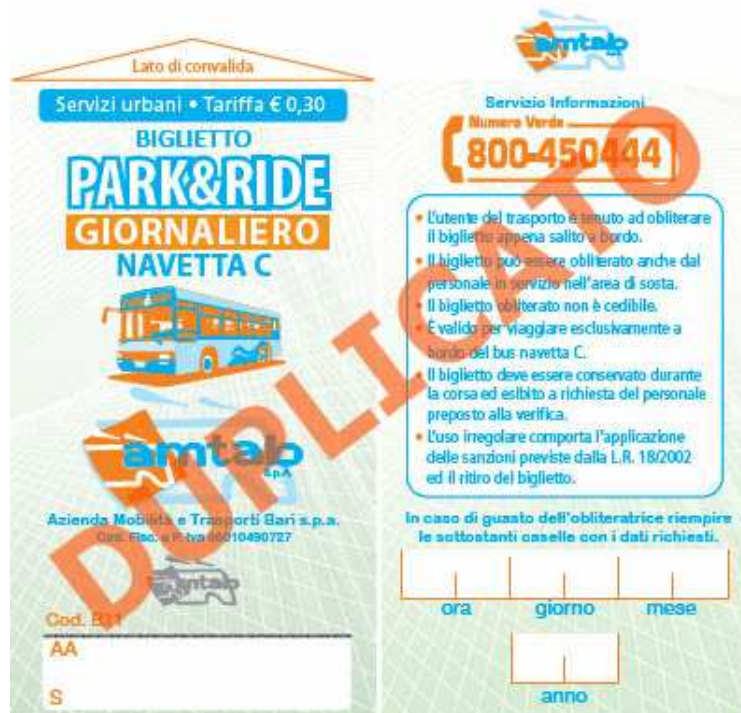 Lato di convalida
Servizi urbani • Tariffa € 0,30
BIGLIETTO
PARK&RIDE
GIORNALIERO
NAVETTA C
amtab
S.p.A
Azienda Mobilità e Trasporti Bari s.p.a.
Cod. Fisc. e P. Iva 06010490727
amtab
Cod. B11
AA
S
DUPLICATO
amtab
Servizio Informazioni
Numero Verde
800-450444
• L'utente del trasporto è tenuto ad obliterare
il biglietto appena salito a bordo.
• Il biglietto può essere obliterato anche dal
personale in servizio nell'area di sosta.
• Il biglietto obliterato non è cedibile.
• È valido per viaggiare esclusivamente a
bordo del bus navetta C.
• Il biglietto deve essere conservato durante
la corsa ed esibito a richiesta del personale
preposto alla verifica.
• L'uso irregolare comporta l'applicazione
delle sanzioni previste dalla L.R. 18/2002
ed il ritiro del biglietto.
In caso di guasto dell'obliteratrice riempire
le sottostanti caselle con i dati richiesti.
ora giorno mese
anno